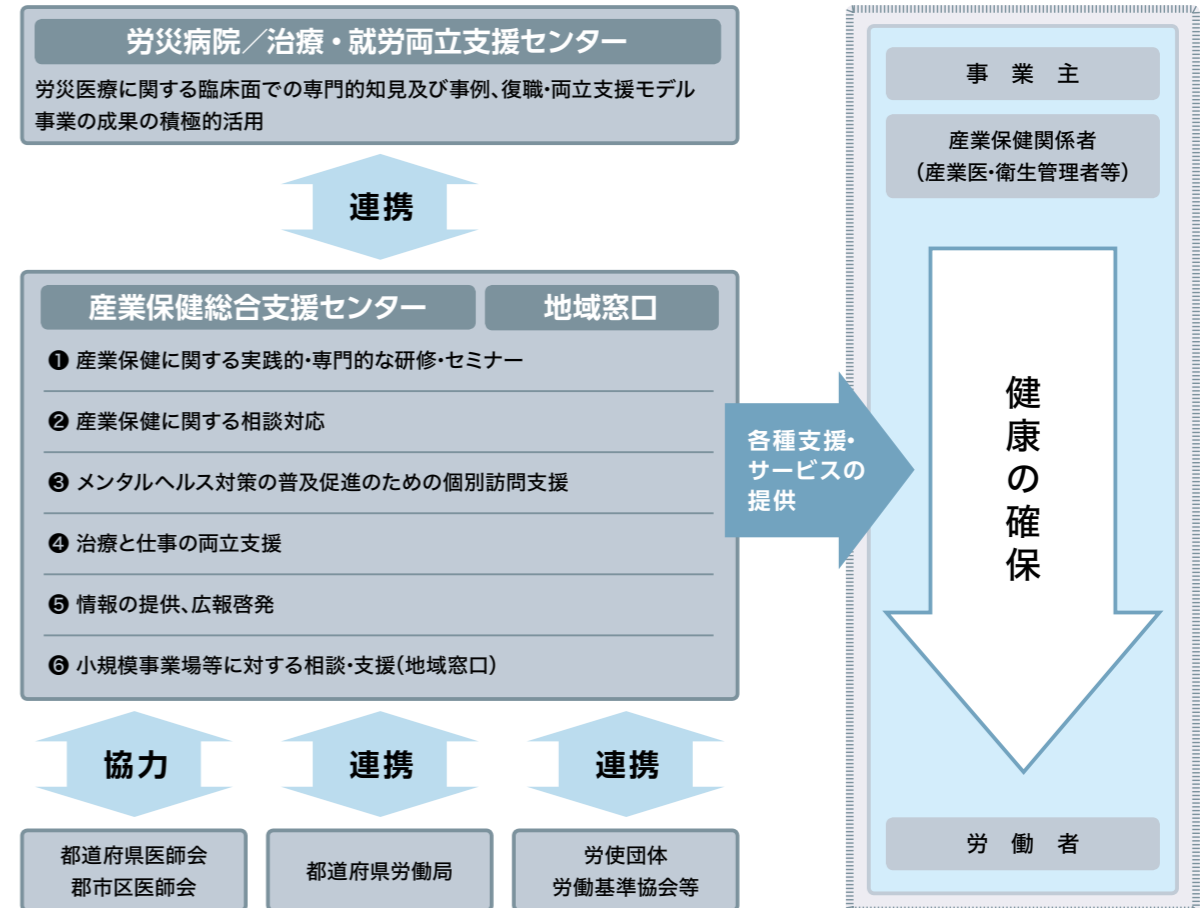 労災病院／治療・就労両立支援センター
労災医療に関する臨床面での専門的知見及び事例、復職・両立支援モデル
事業の成果の積極的活用
連携
産業保健総合支援センター
地域窓口
❶ 産業保健に関する実践的・専門的な研修・セミナー
❷ 産業保健に関する相談対応
❸ メンタルヘルス対策の普及促進のための個別訪問支援
❹ 治療と仕事の両立支援
❺ 情報の提供、広報啓発
❻ 小規模事業場等に対する相談・支援（地域窓口）
協力
連携
連携
都道府県医師会
郡市区医師会
都道府県労働局
労使団体
労働基準協会等
各種支援・
サービスの
提供
事　業　主
産業保健関係者
（産業医・衛生管理者等）
健康の確保
労　働　者